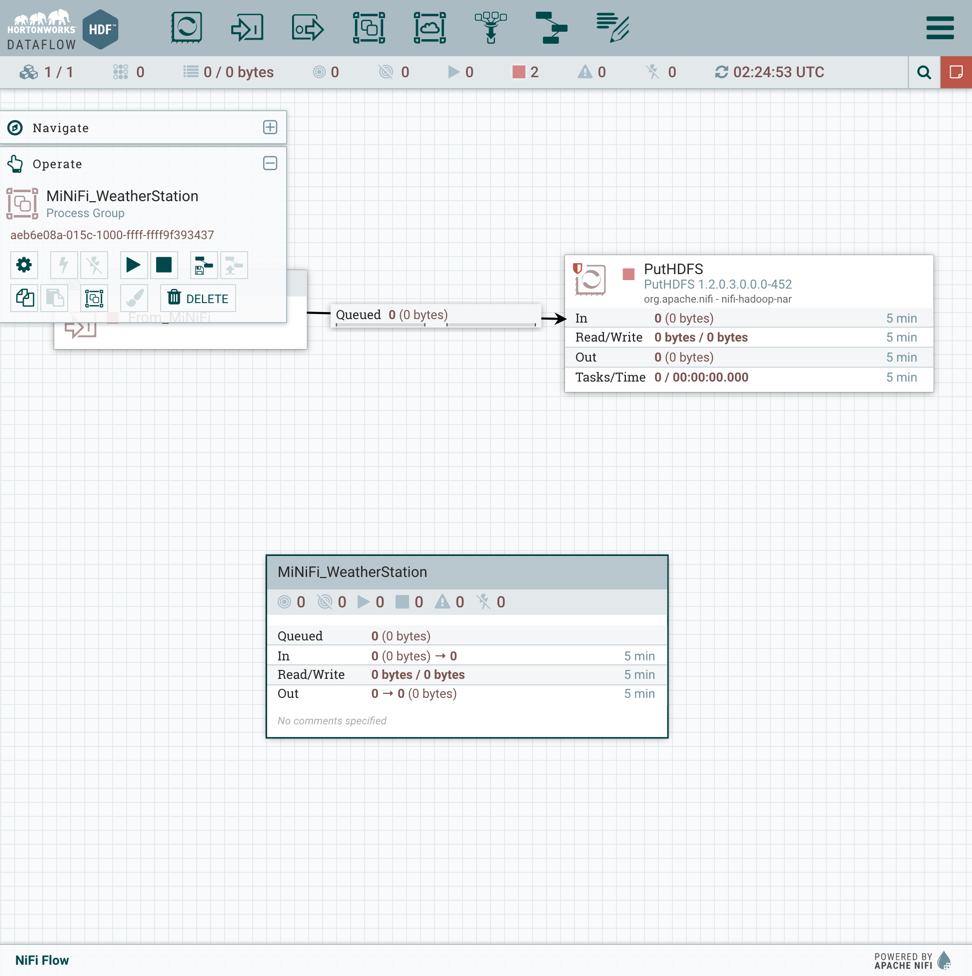 HORTONWORKS
DATAFLOW
HDF™
1 / 1 0 0 / 0 bytes 0 0 0 2 0 0 02:24:53 UTC
Navigate
Operate
MiNiFi_WeatherStation
Process Group
aeb6e08a-015c-1000-ffff-ffff9f393437
DELETE
From_MiNiFi
Queued 0 (0 bytes)
PutHDFS
PutHDFS 1.2.0.3.0.0.0-452
org.apache.nifi - nifi-hadoop-nar
In 0 (0 bytes) 5 min
Read/Write 0 bytes / 0 bytes 5 min
Out 0 (0 bytes) 5 min
Tasks/Time 0 / 00:00:00.000 5 min
MiNiFi_WeatherStation
0 0 0 0 0 0
Queued 0 (0 bytes)
In 0 (0 bytes) → 0 5 min
Read/Write 0 bytes / 0 bytes 5 min
Out 0 → 0 (0 bytes) 5 min
No comments specified
NiFi Flow
POWERED BY
APACHE NIFI